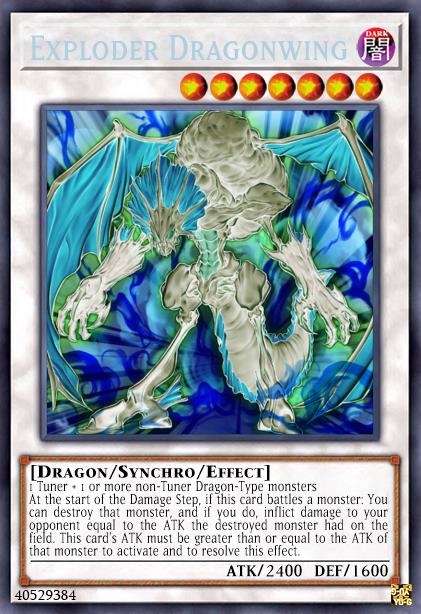 Exploder Dragonwing
DARK
闇
[Dragon/Synchro/Effect]
1 Tuner + 1 or more non-Tuner Dragon-Type monsters
At the start of the Damage Step, if this card battles a monster: You
can destroy that monster, and if you do, inflict damage to your
opponent equal to the ATK the destroyed monster had on the
field. This card's ATK must be greater than or equal to the ATK of
that monster to activate and to resolve this effect.
ATK/2400 DEF/1600
40529384